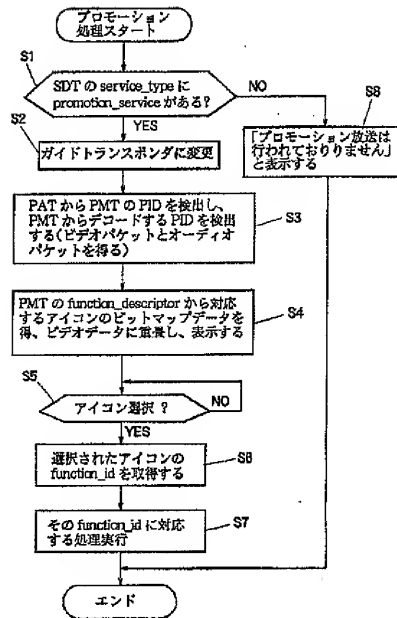 プロモーション
処理スタート
S1
SDT の service_type に
promotion_service がある?
NO
YES
S2
ガイドトランスポンダに変更
S8
「プロモーション放送は
行われておりりません」
と表示する
PAT から PMT の PID を検出し、
PMT からデコードする PID を検出
する(ビデオパケットとオーディオ
パケットを得る)
S3
PMT の function_descriptor から対応
するアイコンのビットマップデータを
得、ビデオデータに重畳し、表示する
S4
S5
アイコン選択 ?
NO
YES
選択されたアイコンの
function_id を取得する
S6
その function_id に対応
する処理実行
S7
エンド